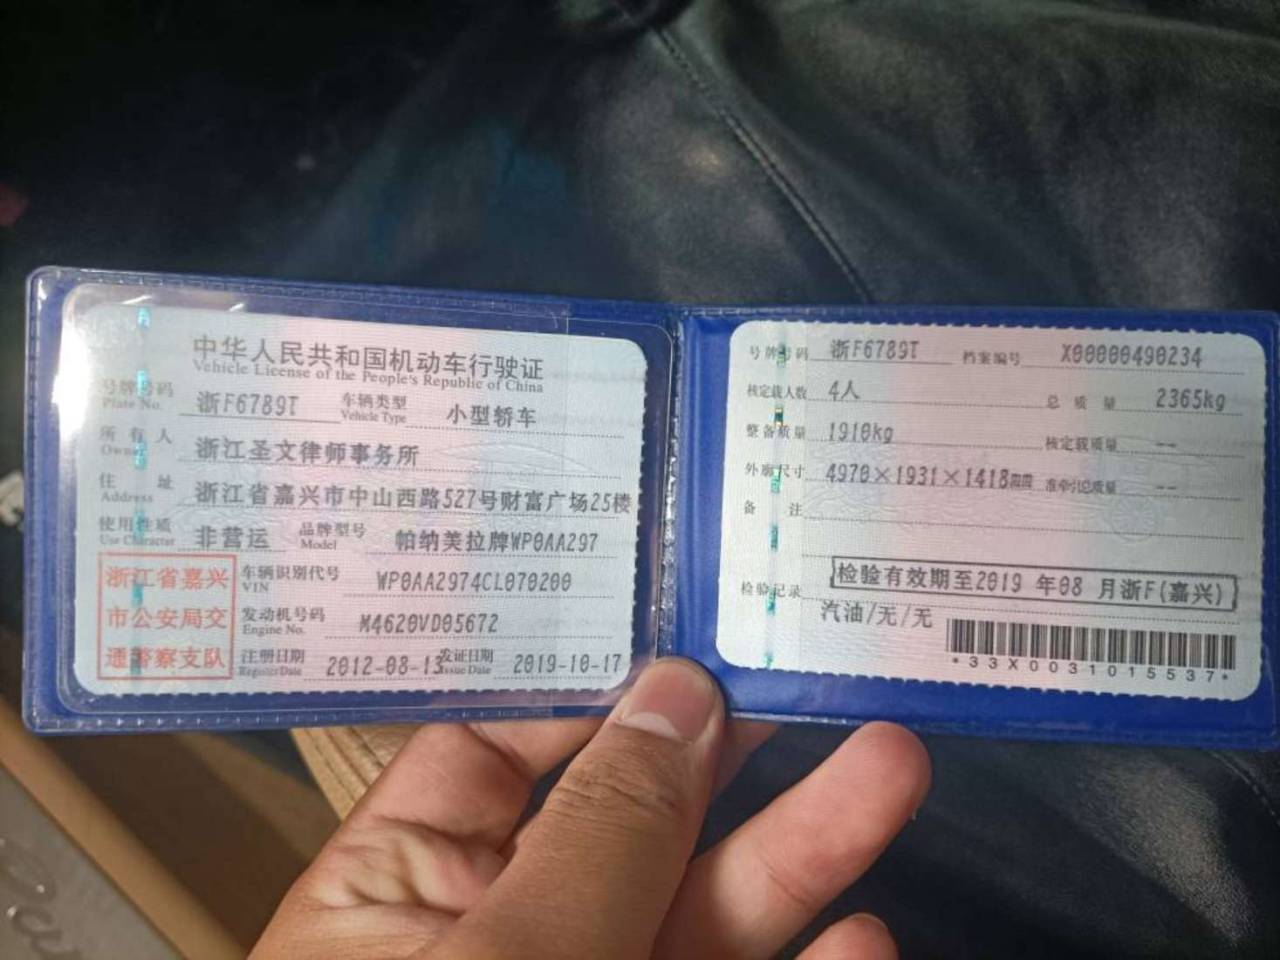 中华人民共和国机动车行驶证
Vehicle License of the People's Republic of China
号牌号码 浙F6789T 车辆类型 小型轿车
Plate No. Vehicle Type
所有人 浙江圣文律师事务所
Owner
住址 浙江省嘉兴市中山西路527号财富广场25楼
Address
使用性质 非营运 品牌型号 帕纳美拉牌WP0AA297
Use Character Model
浙江省嘉兴
市公安局交
通警察支队
车辆识别代号 WP0AA2974CL070200
VIN
发动机号码 M4620VD05672
Engine No.
注册日期 2012-08-13 发证日期 2019-10-17
Register Date Issue Date
号牌号码 浙F6789T 档案编号 X00000490234
核定载人数 4人 总质量 2365kg
整备质量 1910kg 核定载质量 --
外廓尺寸 4970×1931×1418mm 准牵引总质量 --
备注
检验记录 检验有效期至2019 年08 月浙F(嘉兴)
汽油/无/无
*33X0031015537*